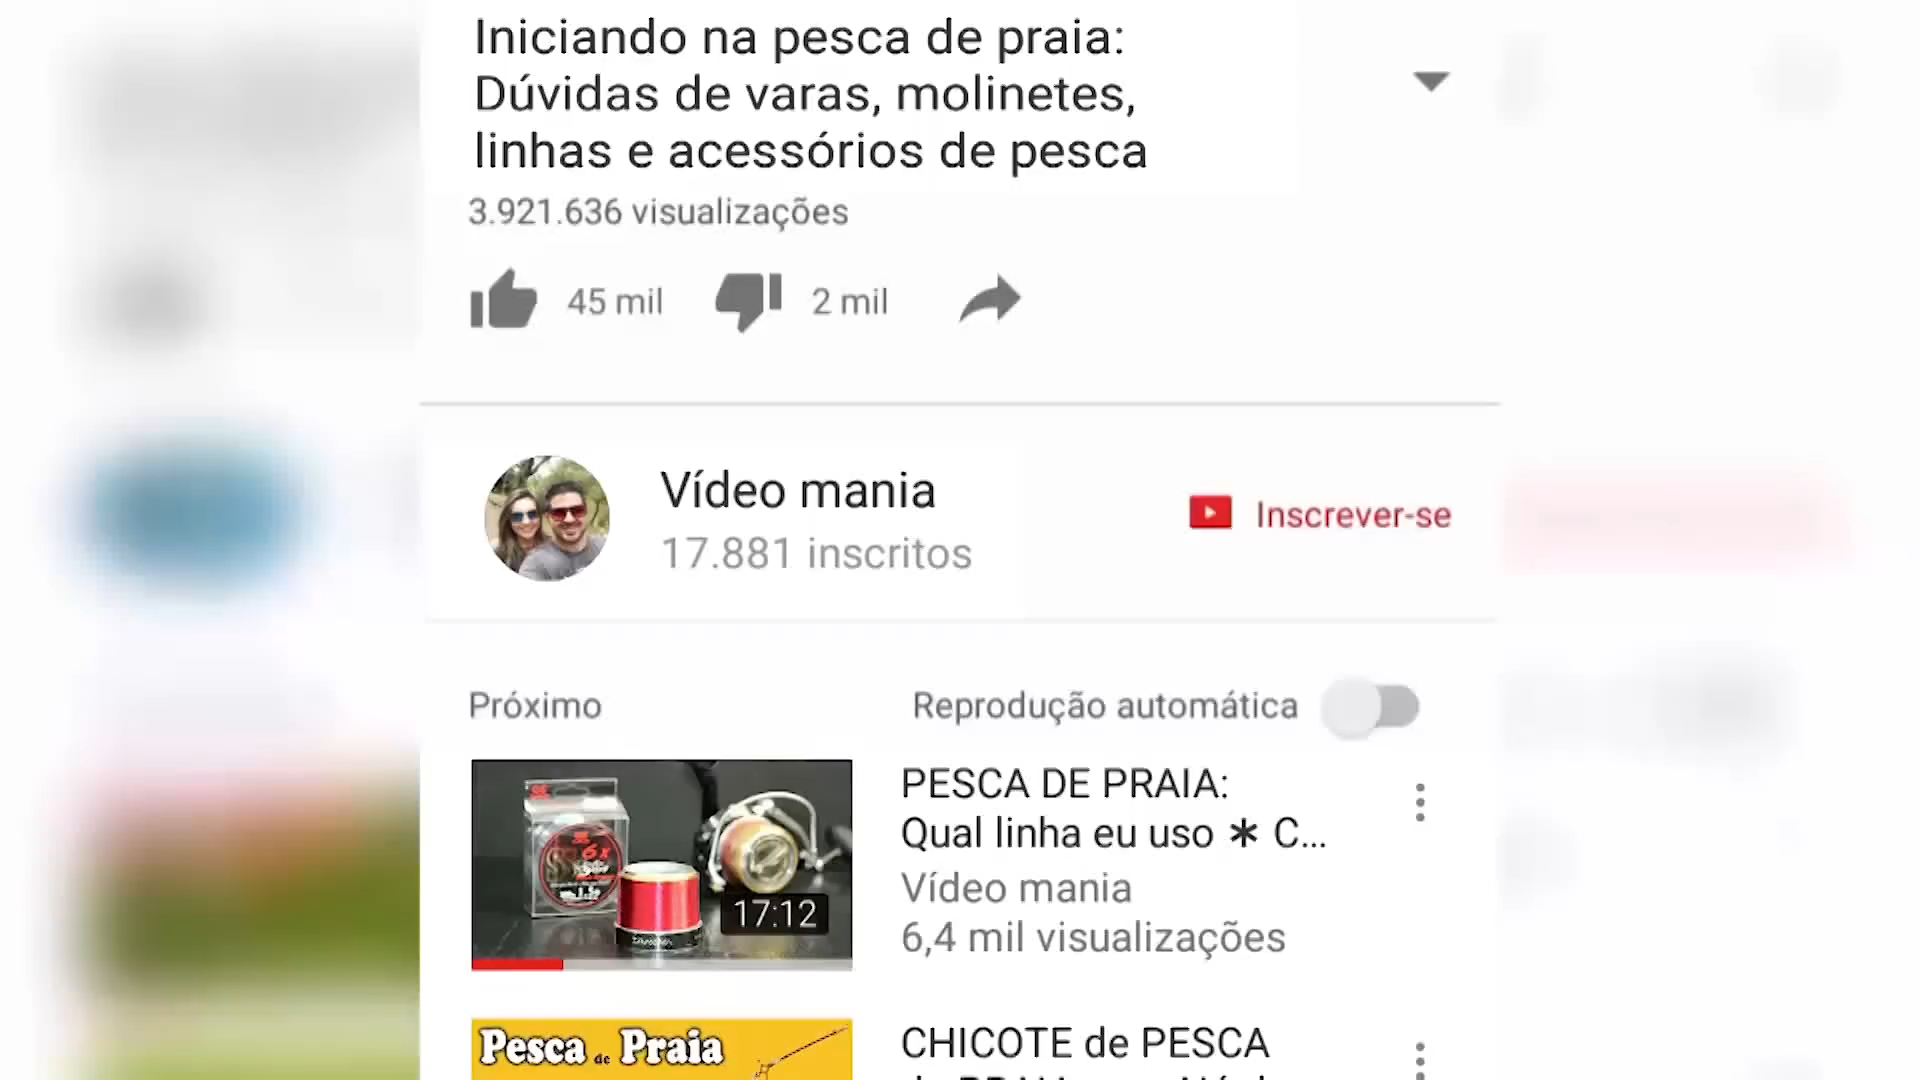 Iniciando na pesca de praia:
Dúvidas de varas, molinetes,
linhas e acessórios de pesca
3.921.636 visualizações
45 mil
2 mil
Vídeo mania
17.881 inscritos
Inscrever-se
Próximo
Reprodução automática
6x
17:12
PESCA DE PRAIA:
Qual linha eu uso ∗ C...
Vídeo mania
6,4 mil visualizações
Pesca de Praia
CHICOTE de PESCA